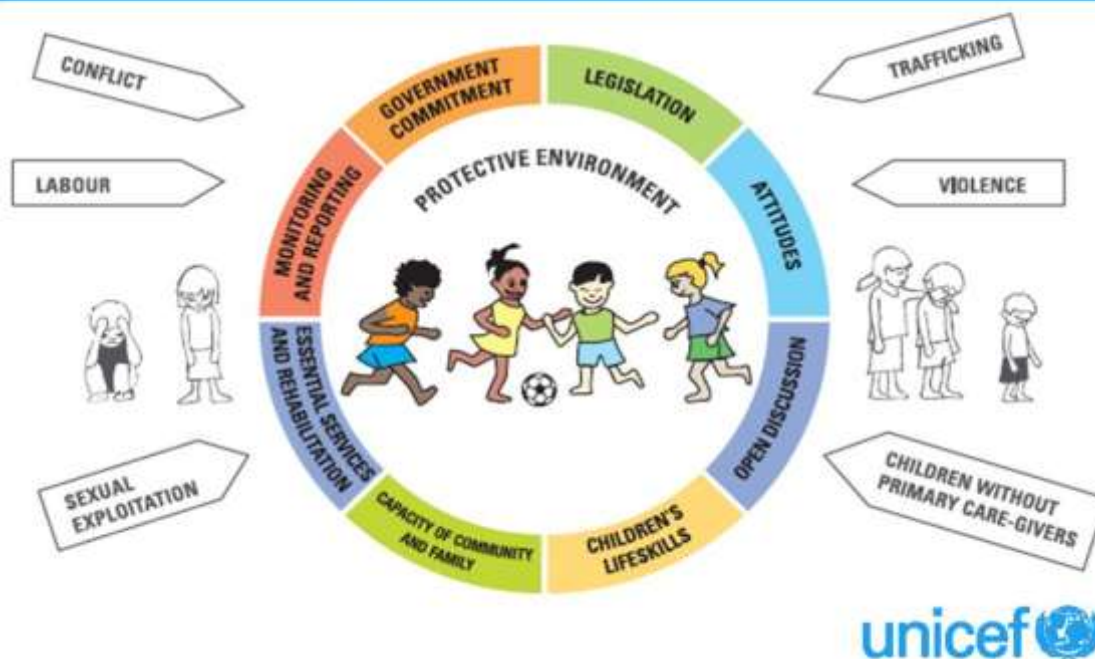 CONFLICT
LABOUR
SEXUAL
EXPLOITATION
TRAFFICKING
VIOLENCE
CHILDREN WITHOUT
PRIMARY CARE-GIVERS
PROTECTIVE ENVIRONMENT
GOVERNMENT
COMMITMENT
LEGISLATION
ATTITUDES
OPEN DISCUSSION
CHILDREN'S
LIFESKILLS
CAPACITY OF COMMUNITY
AND FAMILY
ESSENTIAL SERVICES
AND REHABILITATION
MONITORING
AND REPORTING
unicef